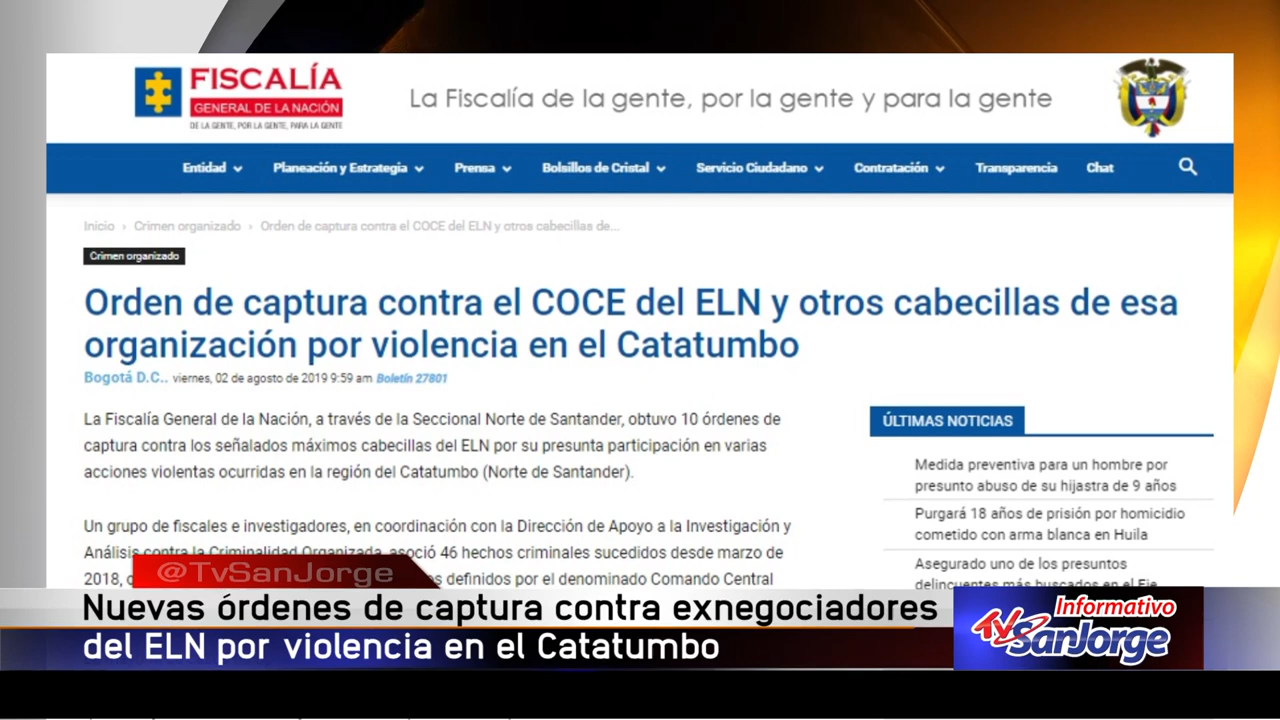 FISCALÍA
GENERAL DE LA NACIÓN
DE LA GENTE, POR LA GENTE, PARA LA GENTE
La Fiscalía de la gente, por la gente y para la gente
Entidad Planeación y Estrategia Prensa Bolsillos de Cristal Servicio Ciudadano Contratación Transparencia Chat
Inicio › Crimen organizado › Orden de captura contra el COCE del ELN y otros cabecillas de...
Crimen organizado
Orden de captura contra el COCE del ELN y otros cabecillas de esa
organización por violencia en el Catatumbo
Bogotá D.C.. viernes, 02 de agosto de 2019 9:59 am Boletín 27801
La Fiscalía General de la Nación, a través de la Seccional Norte de Santander, obtuvo 10 órdenes de
captura contra los señalados máximos cabecillas del ELN por su presunta participación en varias
acciones violentas ocurridas en la región del Catatumbo (Norte de Santander).
Un grupo de fiscales e investigadores, en coordinación con la Dirección de Apoyo a la Investigación y
Análisis contra la Criminalidad Organizada, asoció 46 hechos criminales sucedidos desde marzo de
2018, definidos por el denominado Comando Central
ÚLTIMAS NOTICIAS
Medida preventiva para un hombre por
presunto abuso de su hijastra de 9 años
Purgará 18 años de prisión por homicidio
cometido con arma blanca en Huila
Asegurado uno de los presuntos
delincuentes más buscados en el Eje
@TvSanJorge
Nuevas órdenes de captura contra exnegociadores
del ELN por violencia en el Catatumbo
Informativo
TV SanJorge